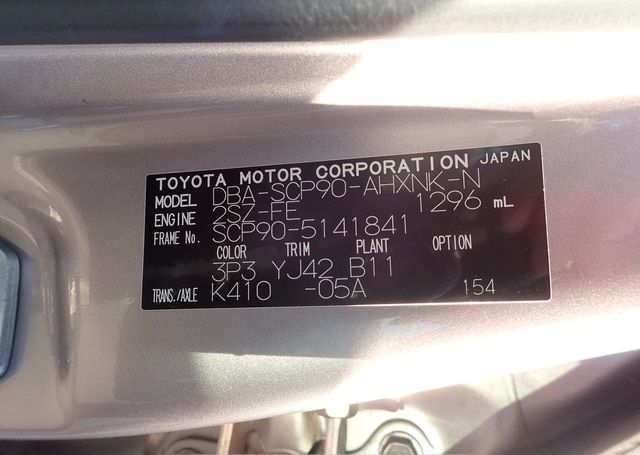 TOYOTA MOTOR CORPORATION JAPAN
MODEL DBA-SCP90-AHXNK-N
ENGINE 2SZ-FE 1296 mL
FRAME No. SCP90-5141841
COLOR TRIM PLANT OPTION
3P3 YJ42 B11
TRANS./AXLE K410 -05A 154